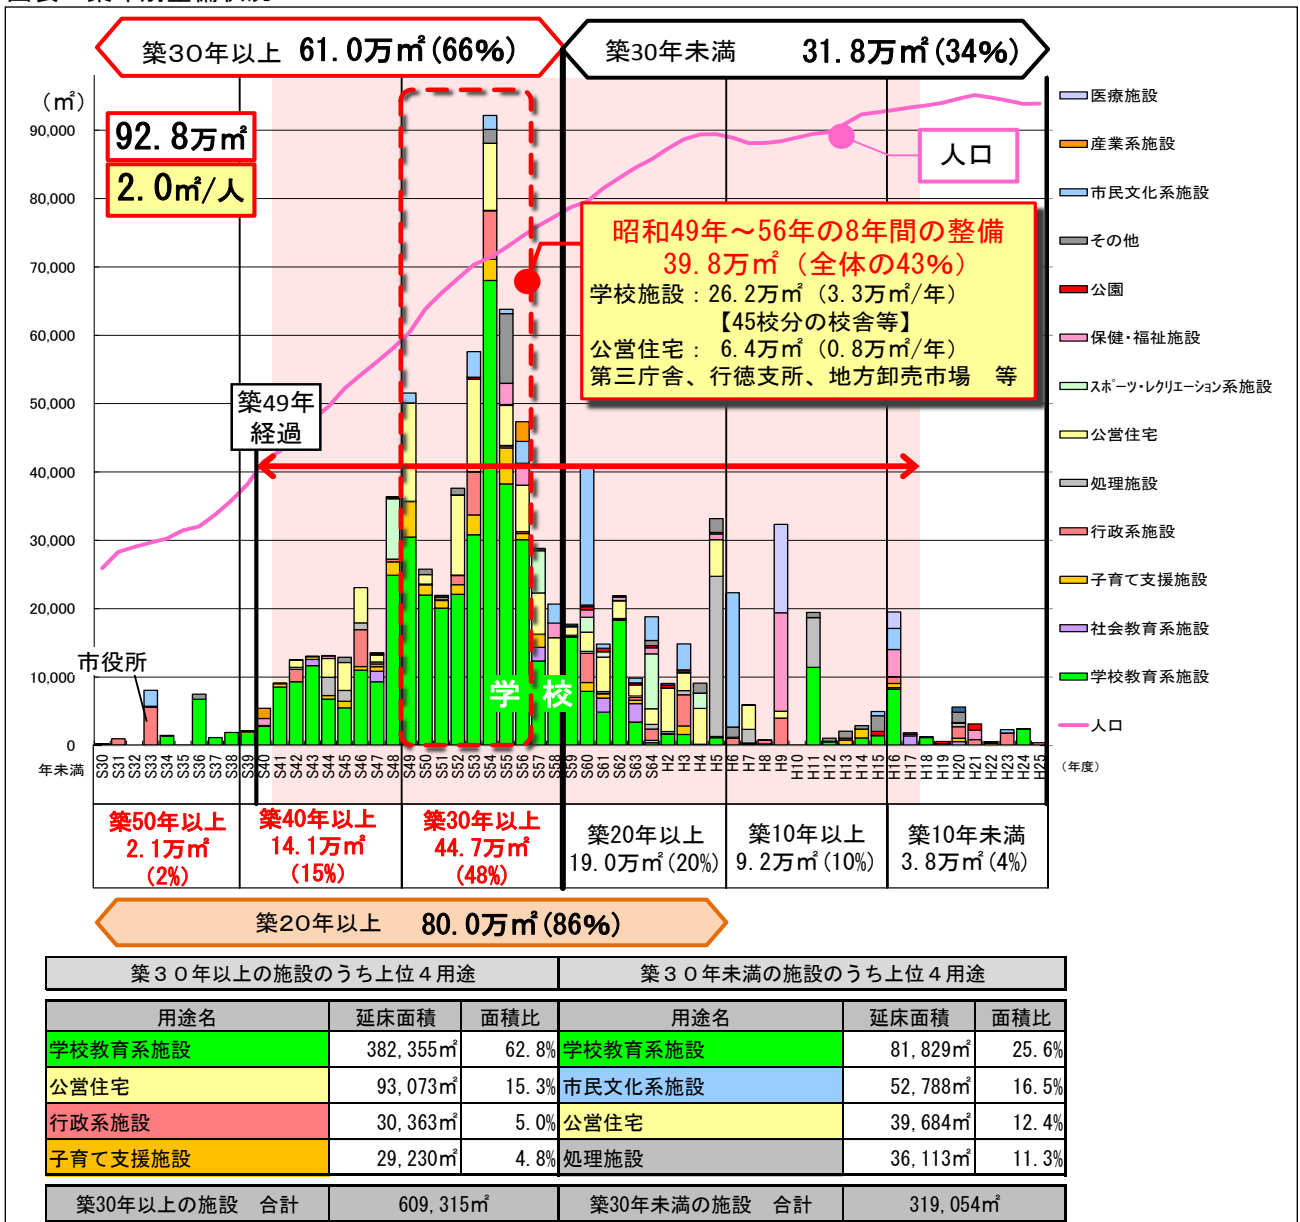 築30年以上 61.0万㎡(66%)
築30年未満 31.8万㎡(34%)
(㎡)
92.8万㎡
2.0㎡/人
人口
昭和49年～56年の8年間の整備
39.8万㎡（全体の43%）
学校施設：26.2万㎡（3.3万㎡/年）
【45校分の校舎等】
公営住宅： 6.4万㎡（0.8万㎡/年）
第三庁舎、行徳支所、地方卸売市場　等
築49年
経過
市役所
学 校
90,000
80,000
70,000
60,000
50,000
40,000
30,000
20,000
10,000
0
医療施設
産業系施設
市民文化系施設
その他
公園
保健・福祉施設
ｽﾎﾟｰﾂ・ﾚｸﾘｴｰｼｮﾝ系施設
公営住宅
処理施設
行政系施設
子育て支援施設
社会教育系施設
学校教育系施設
人口
年未満 S30 S31 S32 S33 S34 S35 S36 S37 S38 S39 S40 S41 S42 S43 S44 S45 S46 S47 S48 S49 S50 S51 S52 S53 S54 S55 S56 S57 S58 S59 S60 S61 S62 S63 S64 H2 H3 H4 H5 H6 H7 H8 H9 H10 H11 H12 H13 H14 H15 H16 H17 H18 H19 H20 H21 H22 H23 H24 H25 （年度）
築50年以上
2.1万㎡
(2%)
築40年以上
14.1万㎡
(15%)
築30年以上
44.7万㎡
(48%)
築20年以上
19.0万㎡(20%)
築10年以上
9.2万㎡(10%)
築10年未満
3.8万㎡(4%)
築20年以上 80.0万㎡(86%)
築３０年以上の施設のうち上位４用途 築３０年未満の施設のうち上位４用途
用途名 延床面積 面積比 用途名 延床面積 面積比
学校教育系施設 382,355㎡ 62.8% 学校教育系施設 81,829㎡ 25.6%
公営住宅 93,073㎡ 15.3% 市民文化系施設 52,788㎡ 16.5%
行政系施設 30,363㎡ 5.0% 公営住宅 39,684㎡ 12.4%
子育て支援施設 29,230㎡ 4.8% 処理施設 36,113㎡ 11.3%
築30年以上の施設　合計 609,315㎡ 築30年未満の施設　合計 319,054㎡